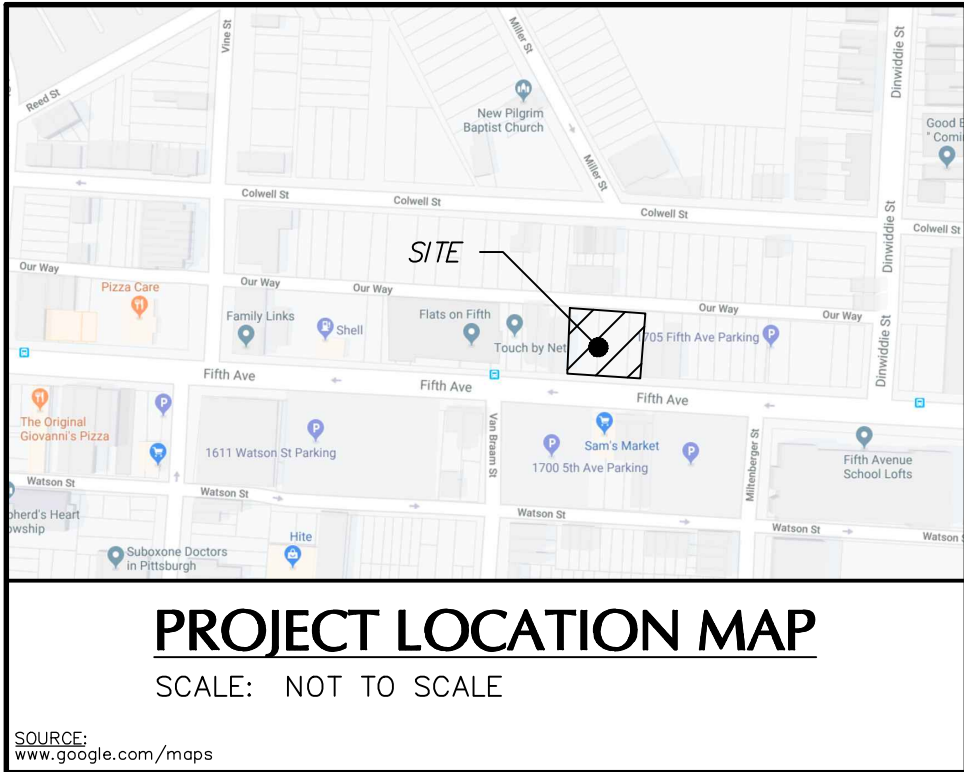 Vine St
Miller St
Dinwiddie St
Reed St
New Pilgrim
Baptist Church
Good
Miller St
Colwell St
Colwell St
Colwell St
Dinwiddie St
Colwell St
SITE
Our Way
Our Way
Our Way
Our Way
Our Way
Pizza Care
Family Links
Shell
Flats on Fifth
Touch by
1705 Fifth Ave Parking
Dinwiddie St
Fifth Ave
Fifth Ave
Fifth Ave
The Original
Giovanni's Pizza
1611 Watson St Parking
Van Braam St
Sam's Market
1700 5th Ave Parking
Miltenberger St
Fifth Avenue
School Lofts
Watson St
Watson St
Watson St
Watson St
Watson
pherd's Heart
owship
Hite
Suboxone Doctors
in Pittsburgh
PROJECT LOCATION MAP
SCALE: NOT TO SCALE
SOURCE:
www.google.com/maps